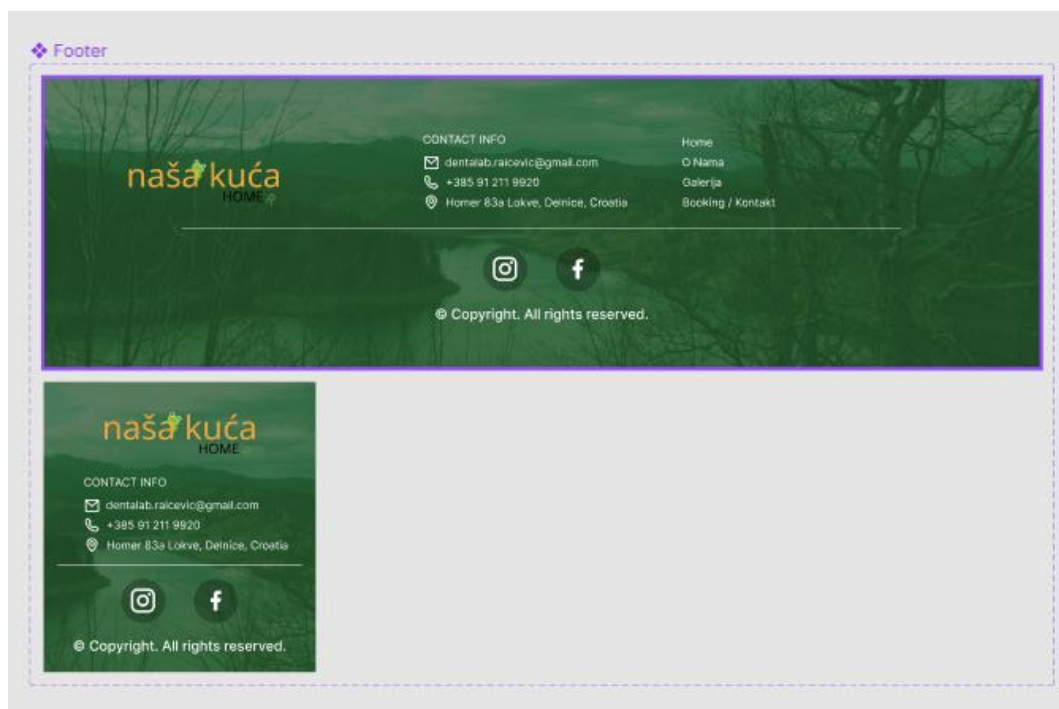 Footer
naša kuća
HOME
CONTACT INFO
dentalab.raicevic@gmail.com
+385 91 211 9920
Homer 83a Lokve, Delnice, Croatia
Home
O Nama
Galerija
Booking / Kontakt
© Copyright. All rights reserved.
naša kuća
HOME
CONTACT INFO
dentalab.raicevic@gmail.com
+385 91 211 9920
Homer 83a Lokve, Delnice, Croatia
© Copyright. All rights reserved.